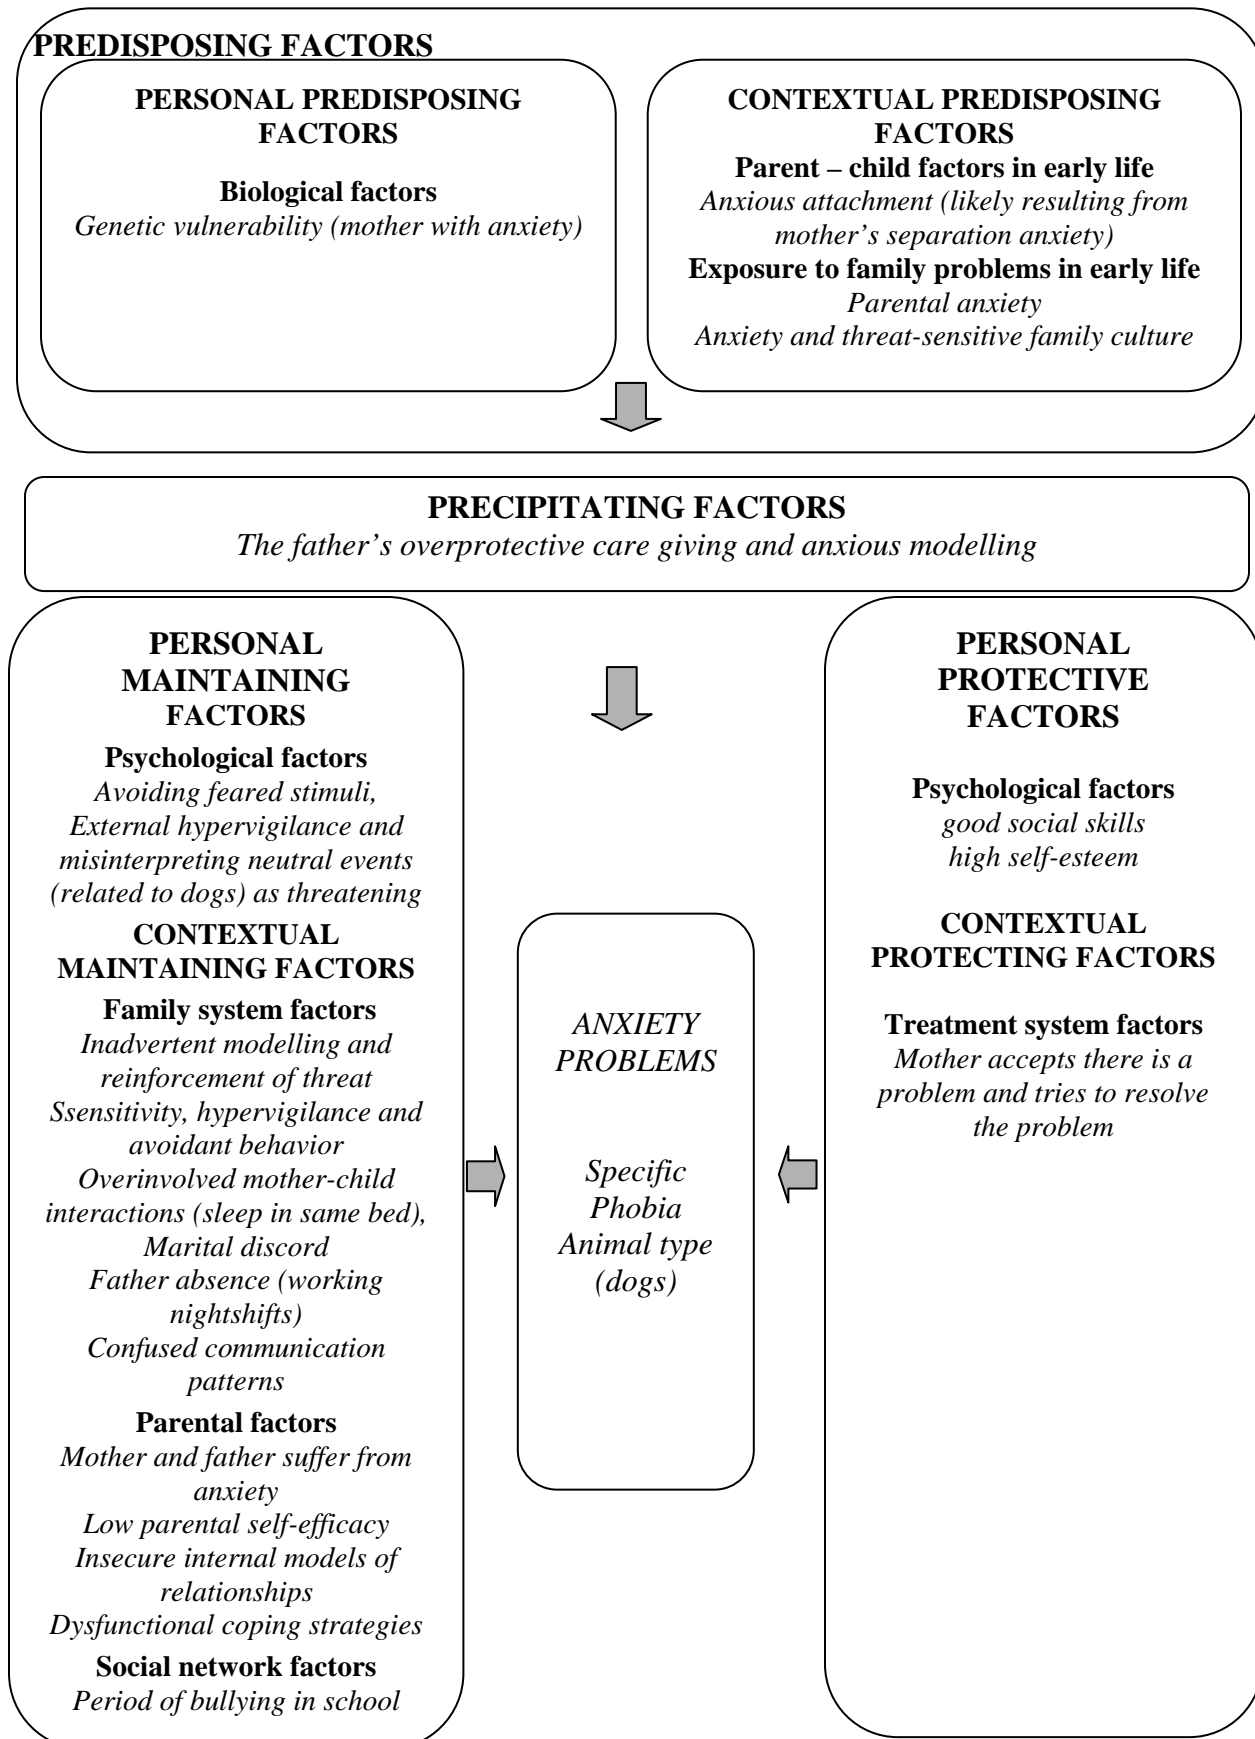 PREDISPOSING FACTORS
PERSONAL PREDISPOSING
FACTORS
Biological factors
Genetic vulnerability (mother with anxiety)
CONTEXTUAL PREDISPOSING
FACTORS
Parent – child factors in early life
Anxious attachment (likely resulting from
mother's separation anxiety)
Exposure to family problems in early life
Parental anxiety
Anxiety and threat-sensitive family culture
PRECIPITATING FACTORS
The father's overprotective care giving and anxious modelling
PERSONAL
MAINTAINING
FACTORS
Psychological factors
Avoiding feared stimuli,
External hypervigilance and
misinterpreting neutral events
(related to dogs) as threatening
CONTEXTUAL
MAINTAINING FACTORS
Family system factors
Inadvertent modelling and
reinforcement of threat
Ssensitivity, hypervigilance and
avoidant behavior
Overinvolved mother-child
interactions (sleep in same bed),
Marital discord
Father absence (working
nightshifts)
Confused communication
patterns
Parental factors
Mother and father suffer from
anxiety
Low parental self-efficacy
Insecure internal models of
relationships
Dysfunctional coping strategies
Social network factors
Period of bullying in school
ANXIETY
PROBLEMS
Specific
Phobia
Animal type
(dogs)
PERSONAL
PROTECTIVE
FACTORS
Psychological factors
good social skills
high self-esteem
CONTEXTUAL
PROTECTING FACTORS
Treatment system factors
Mother accepts there is a
problem and tries to resolve
the problem